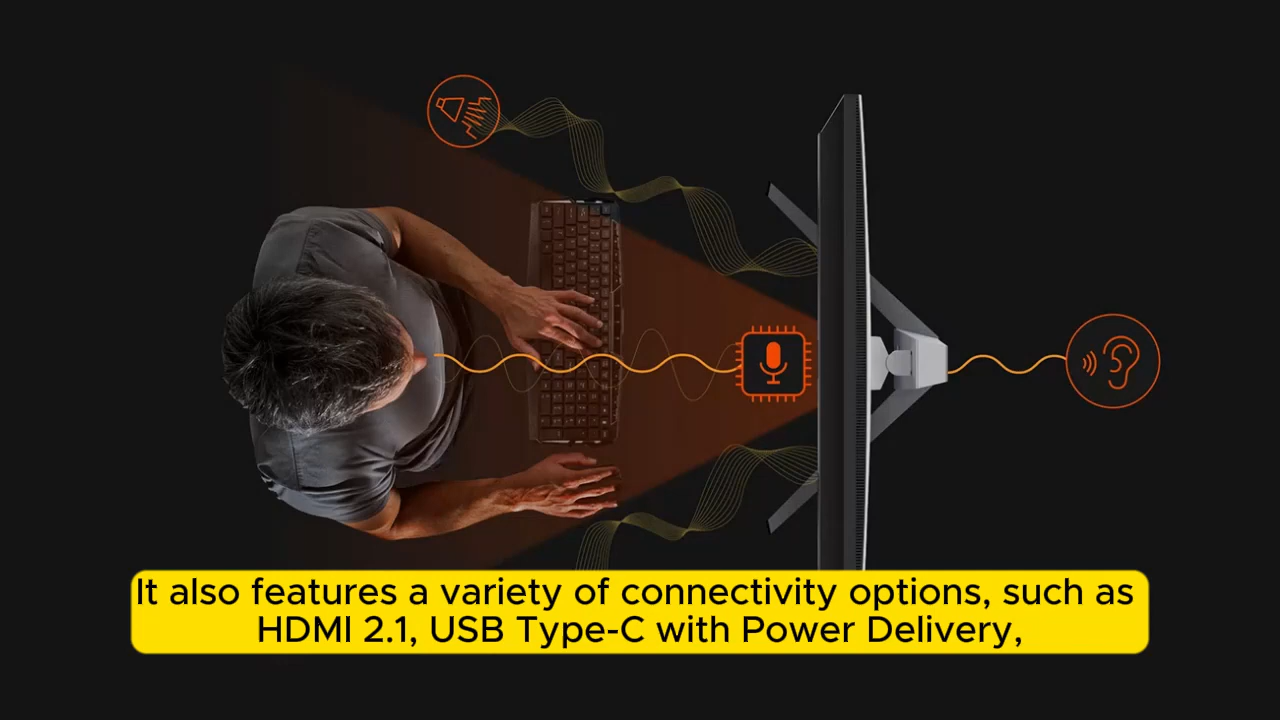 It also features a variety of connectivity options, such as
HDMI 2.1, USB Type-C with Power Delivery,